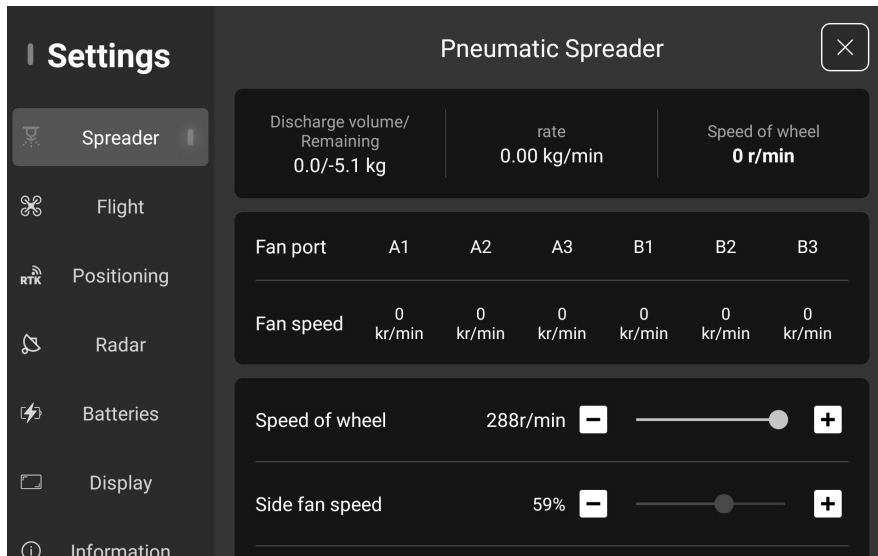 Settings
Spreader
Flight
RTK Positioning
Radar
Batteries
Display
Information
Pneumatic Spreader
Discharge volume/
Remaining
0.0/-5.1 kg
rate
0.00 kg/min
Speed of wheel
0 r/min
Fan port A1 A2 A3 B1 B2 B3
Fan speed
0 0 0 0 0 0
kr/min kr/min kr/min kr/min kr/min kr/min
Speed of wheel 288r/min
Side fan speed 59%